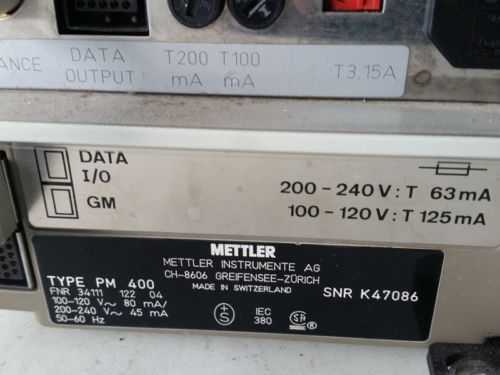 ANCE
DATA OUTPUT
T200 mA
T100 mA
T3.15A
DATA I/O
GM
200-240 V: T 63mA
100-120V: T 125mA
METTLER
METTLER INSTRUMENTE AG
CH-8606 GREIFENSEE-ZÜRICH
MADE IN SWITZERLAND
TYPE PM 400
FNR 34111 122 04
100-120 V~ 80 mA/
200-240 V~ 45 mA
50-60 Hz
S
IEC 380
SNR K47086